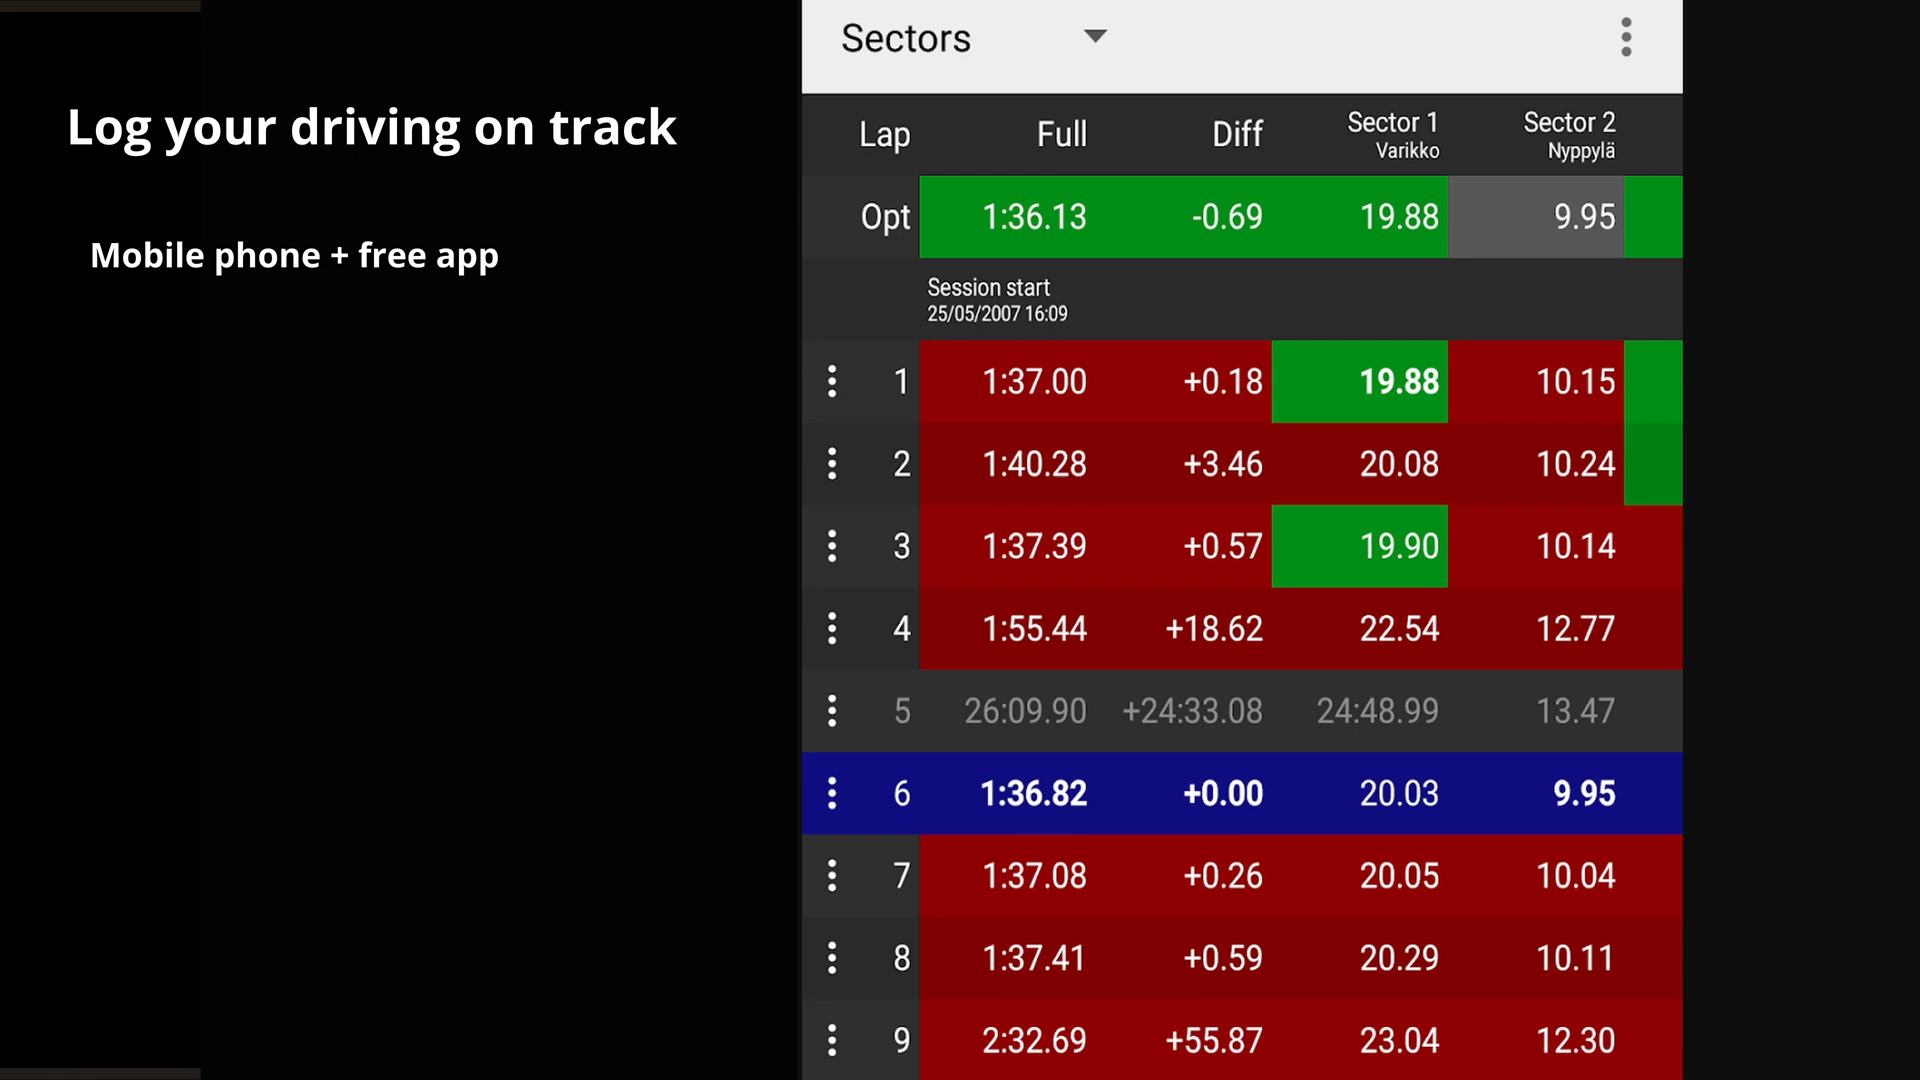 Log your driving on track
Mobile phone + free app
Sectors
Lap Full Diff Sector 1 Varikko Sector 2 Nyppylä
Opt 1:36.13 -0.69 19.88 9.95
Session start
25/05/2007 16:09
1 1:37.00 +0.18 19.88 10.15
2 1:40.28 +3.46 20.08 10.24
3 1:37.39 +0.57 19.90 10.14
4 1:55.44 +18.62 22.54 12.77
5 26:09.90 +24:33.08 24:48.99 13.47
6 1:36.82 +0.00 20.03 9.95
7 1:37.08 +0.26 20.05 10.04
8 1:37.41 +0.59 20.29 10.11
9 2:32.69 +55.87 23.04 12.30